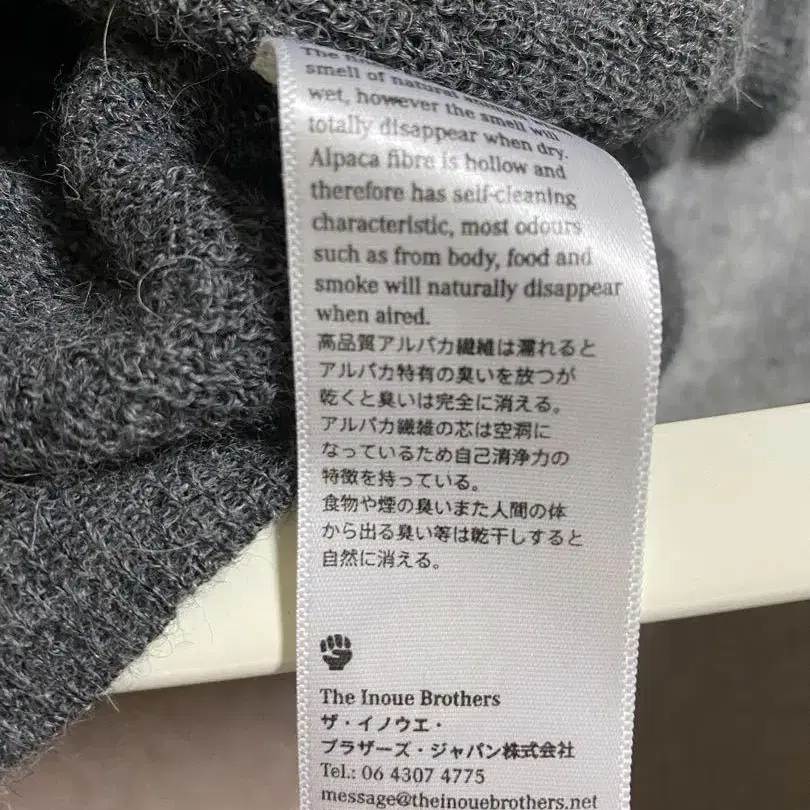 The
smell of natural
wet, however the smell will
totally disappear when dry.
Alpaca fibre is hollow and
therefore has self-cleaning
characteristic, most odours
such as from body, food and
smoke will naturally disappear
when aired.
高品質アルパカ繊維は濡れると
アルパカ特有の臭いを放つが
乾くと臭いは完全に消える。
アルパカ繊維の芯は空洞に
なっているため自己清浄力の
特徴を持っている。
食物や煙の臭いまた人間の体
から出る臭い等は乾干しすると
自然に消える。
The Inoue Brothers
ザ・イノウエ・
ブラザーズ・ジャパン株式会社
Tel.: 06 4307 4775
message@theinouebrothers.net